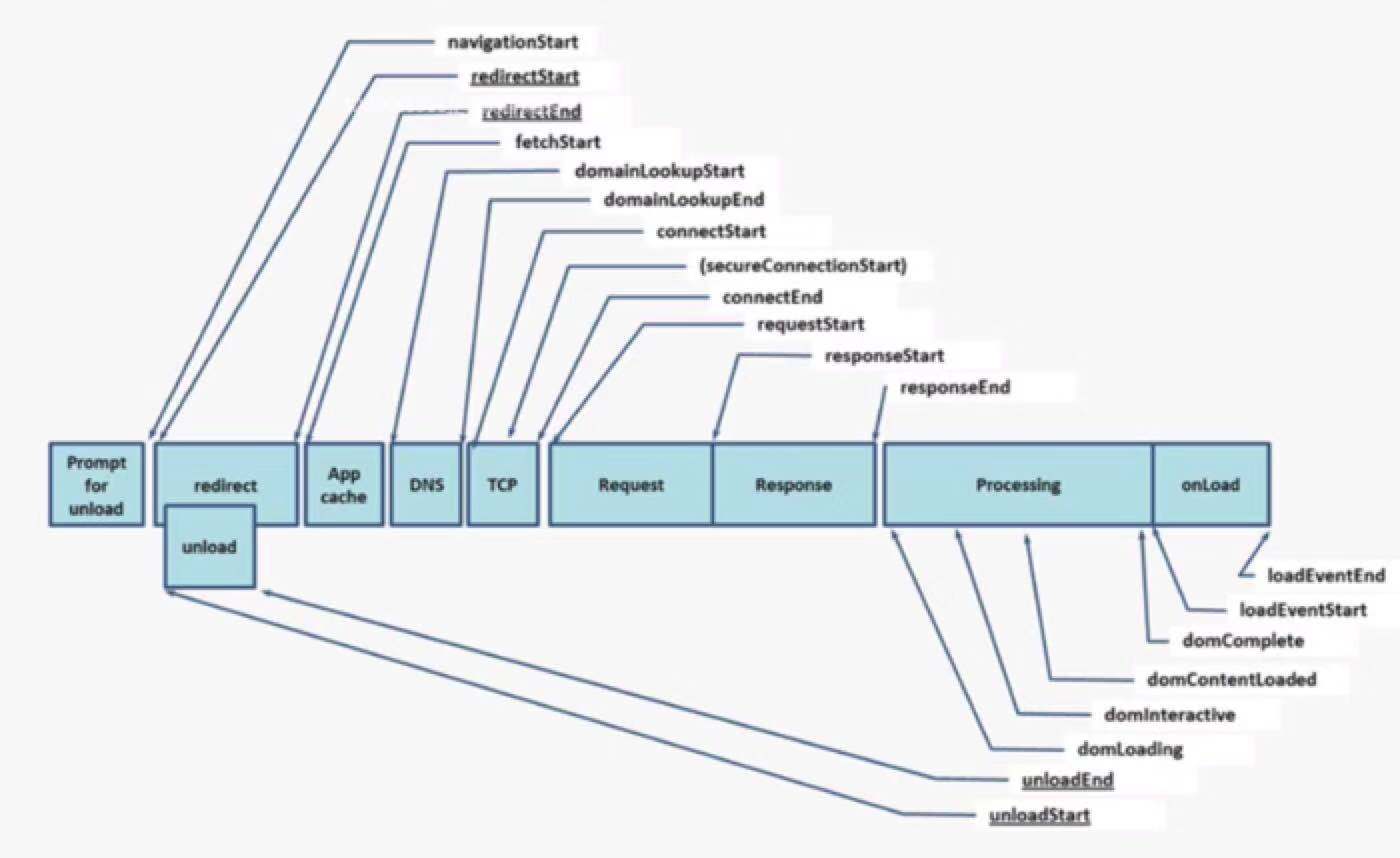 navigationStart
redirectStart
redirectEnd
fetchStart
domainLookupStart
domainLookupEnd
connectStart
(secureConnectionStart)
connectEnd
requestStart
responseStart
responseEnd
Prompt
for
unload
redirect
unload
App
cache
DNS
TCP
Request
Response
Processing
onLoad
loadEventEnd
loadEventStart
domComplete
domContentLoaded
domInteractive
domLoading
unloadEnd
unloadStart